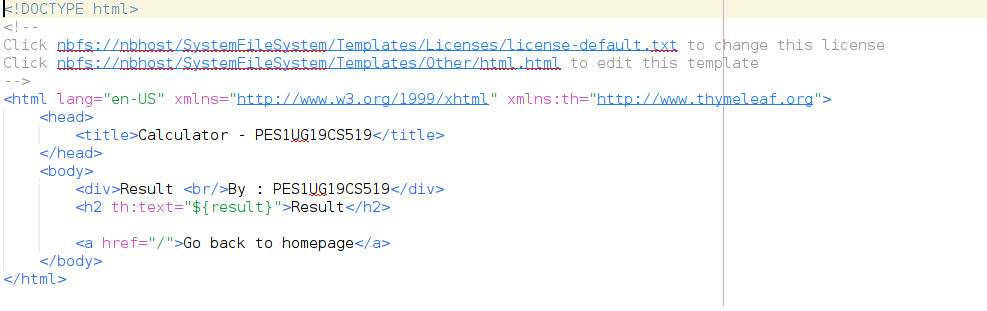 <!DOCTYPE html>
<!--
Click nbfs://nbhost/SystemFileSystem/Templates/Licenses/license-default.txt to change this license
Click nbfs://nbhost/SystemFileSystem/Templates/Other/html.html to edit this template
-->
<html lang="en-US" xmlns="http://www.w3.org/1999/xhtml" xmlns:th="http://www.thymeleaf.org">
    <head>
        <title>Calculator - PES1UG19CS519</title>
    </head>
    <body>
        <div>Result <br/>By : PES1UG19CS519</div>
        <h2 th:text="${result}">Result</h2>

        <a href="/">Go back to homepage</a>
    </body>
</html>